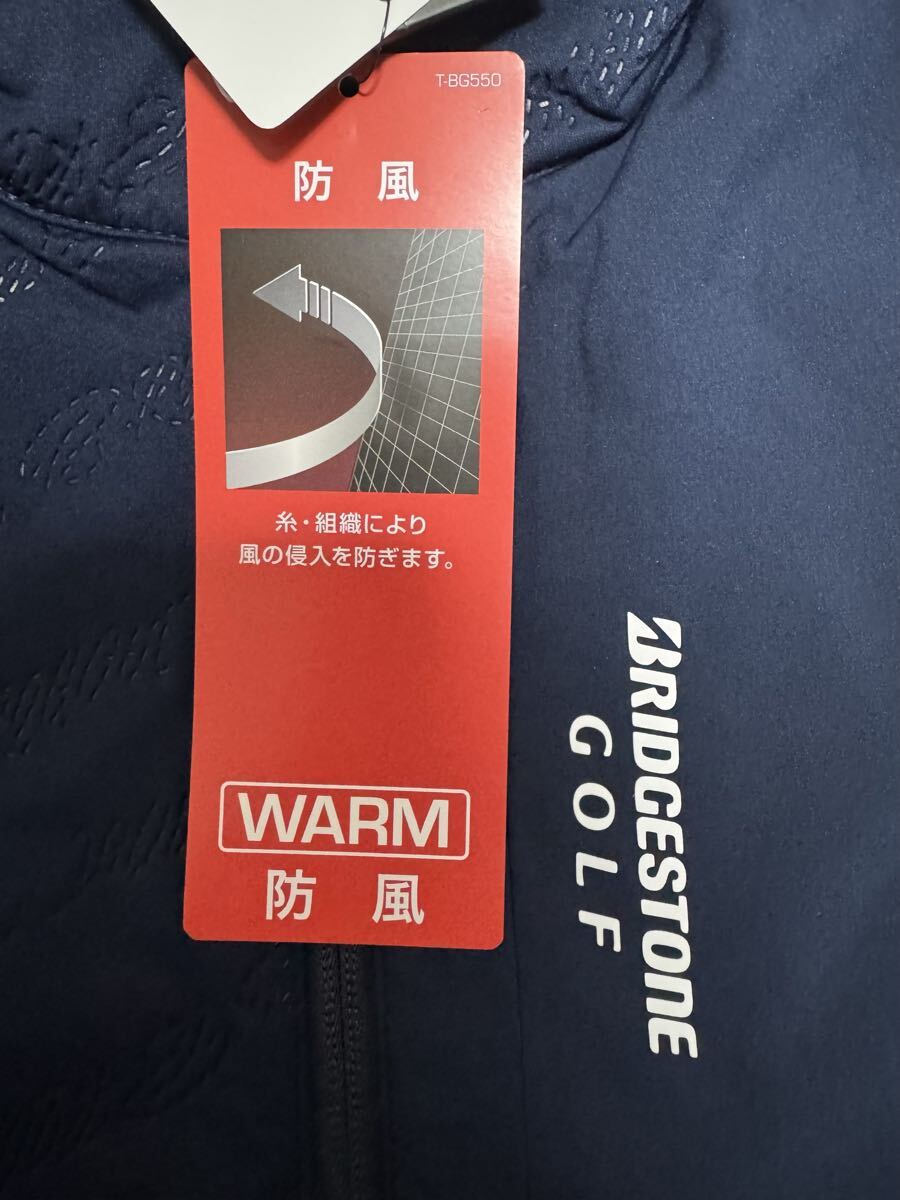 T-BG550
防 風
糸・組織により
風の侵入を防ぎます。
WARM
防 風
BRIDGESTONE
GOLF